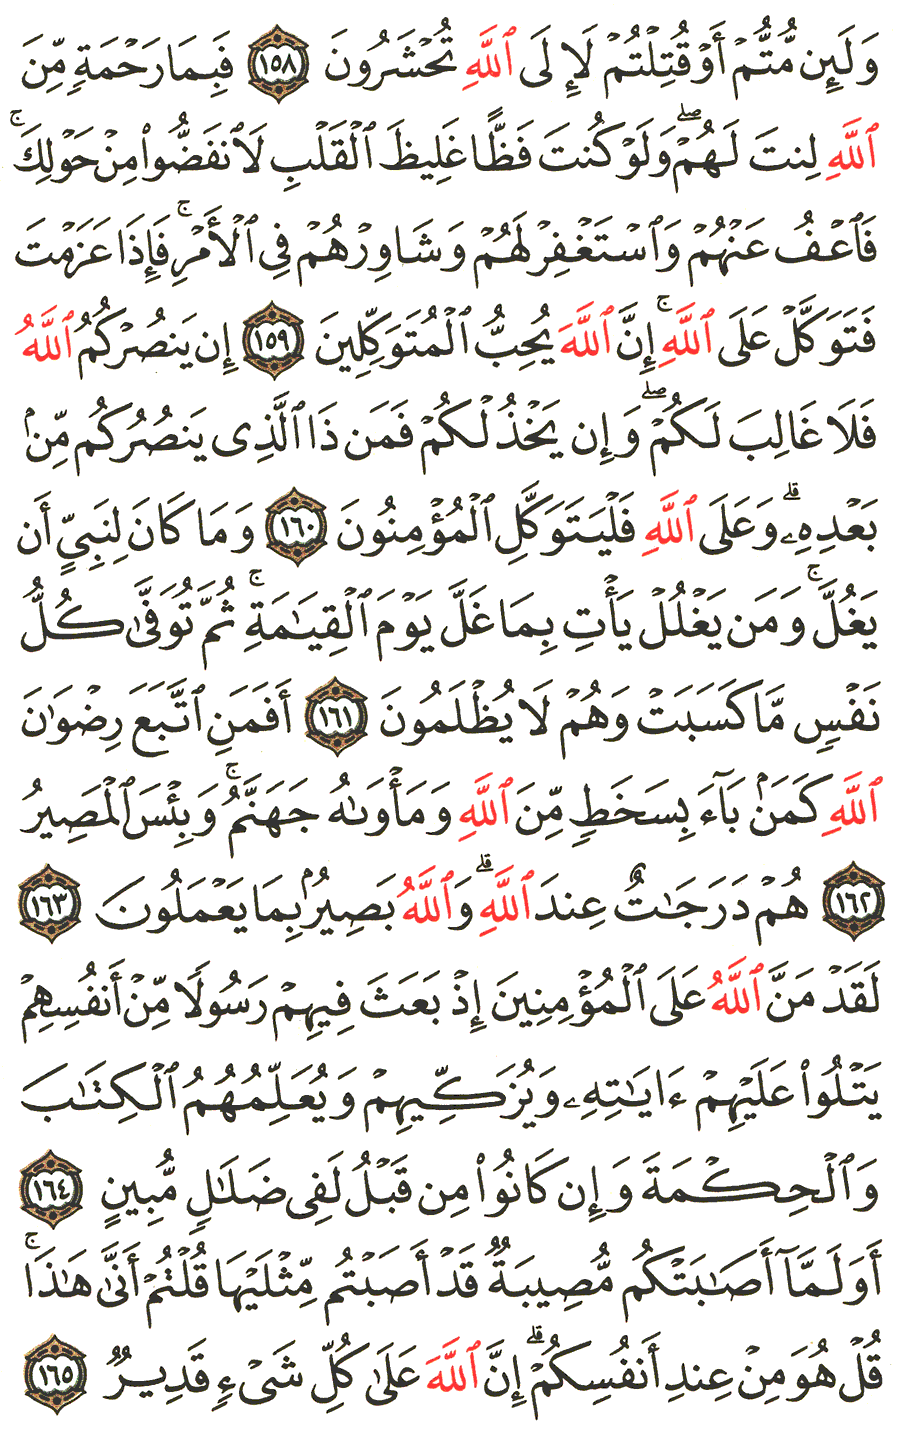 وَلَئِن مُّتُّمْ أَوْ قُتِلْتُمْ لَإِلَى ٱللَّهِ تُحْشَرُونَ ١٥٨ فَبِمَا رَحْمَةٍ مِّنَ
ٱللَّهِ لِنتَ لَهُمْ ۖ وَلَوْ كُنتَ فَظًّا غَلِيظَ ٱلْقَلْبِ لَٱنفَضُّوا۟ مِنْ حَوْلِكَ ۖ
فَٱعْفُ عَنْهُمْ وَٱسْتَغْفِرْ لَهُمْ وَشَاوِرْهُمْ فِى ٱلْأَمْرِ ۚ فَإِذَا عَزَمْتَ
فَتَوَكَّلْ عَلَى ٱللَّهِ ۚ إِنَّ ٱللَّهَ يُحِبُّ ٱلْمُتَوَكِّلِينَ ١٥٩ إِن يَنصُرْكُمُ ٱللَّهُ
فَلَا غَالِبَ لَكُمْ ۖ وَإِن يَخْذُلْكُمْ فَمَن ذَا ٱلَّذِى يَنصُرُكُم مِّنۢ
بَعْدِهِۦ ۗ وَعَلَى ٱللَّهِ فَلْيَتَوَكَّلِ ٱلْمُؤْمِنُونَ ١٦٠ وَمَا كَانَ لِنَبِىٍّ أَن
يَغُلَّ ۚ وَمَن يَغْلُلْ يَأْتِ بِمَا غَلَّ يَوْمَ ٱلْقِيَـٰمَةِ ۚ ثُمَّ تُوَفَّىٰ كُلُّ
نَفْسٍ مَّا كَسَبَتْ وَهُمْ لَا يُظْلَمُونَ ١٦١ أَفَمَنِ ٱتَّبَعَ رِضْوَٰنَ
ٱللَّهِ كَمَنۢ بَآءَ بِسَخَطٍ مِّنَ ٱللَّهِ وَمَأْوَىٰهُ جَهَنَّمُ ۚ وَبِئْسَ ٱلْمَصِيرُ
١٦٢ هُمْ دَرَجَـٰتٌ عِندَ ٱللَّهِ ۗ وَٱللَّهُ بَصِيرٌۢ بِمَا يَعْمَلُونَ ١٦٣
لَقَدْ مَنَّ ٱللَّهُ عَلَى ٱلْمُؤْمِنِينَ إِذْ بَعَثَ فِيهِمْ رَسُولًا مِّنْ أَنفُسِهِمْ
يَتْلُوا۟ عَلَيْهِمْ ءَايَـٰتِهِۦ وَيُزَكِّيهِمْ وَيُعَلِّمُهُمُ ٱلْكِتَـٰبَ
وَٱلْحِكْمَةَ وَإِن كَانُوا۟ مِن قَبْلُ لَفِى ضَلَـٰلٍ مُّبِينٍ ١٦٤
أَوَلَمَّآ أَصَـٰبَتْكُم مُّصِيبَةٌ قَدْ أَصَبْتُم مِّثْلَيْهَا قُلْتُمْ أَنَّىٰ هَـٰذَا ۖ
قُلْ هُوَ مِنْ عِندِ أَنفُسِكُمْ ۗ إِنَّ ٱللَّهَ عَلَىٰ كُلِّ شَىْءٍ قَدِيرٌ ١٦٥